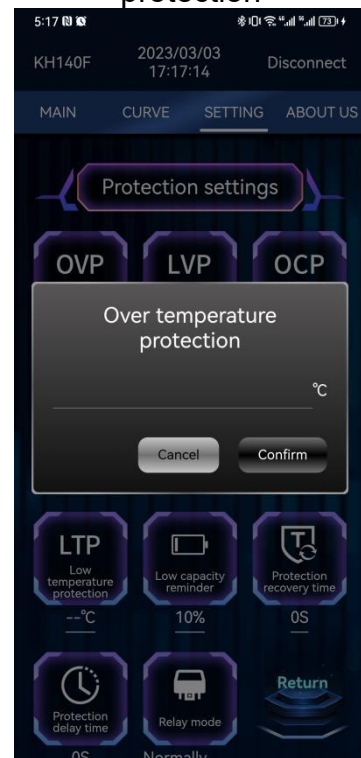 protection
5:17
73
KH140F
2023/03/03
17:17:14
Disconnect
MAIN CURVE SETTING ABOUT US
Protection settings
OVP LVP OCP
Over temperature
protection
℃
Cancel Confirm
LTP
Low
temperature
protection
Low capacity
reminder
Protection
recovery time
--℃ 10% 0S
Protection
delay time
Relay mode
Return
0S Normally